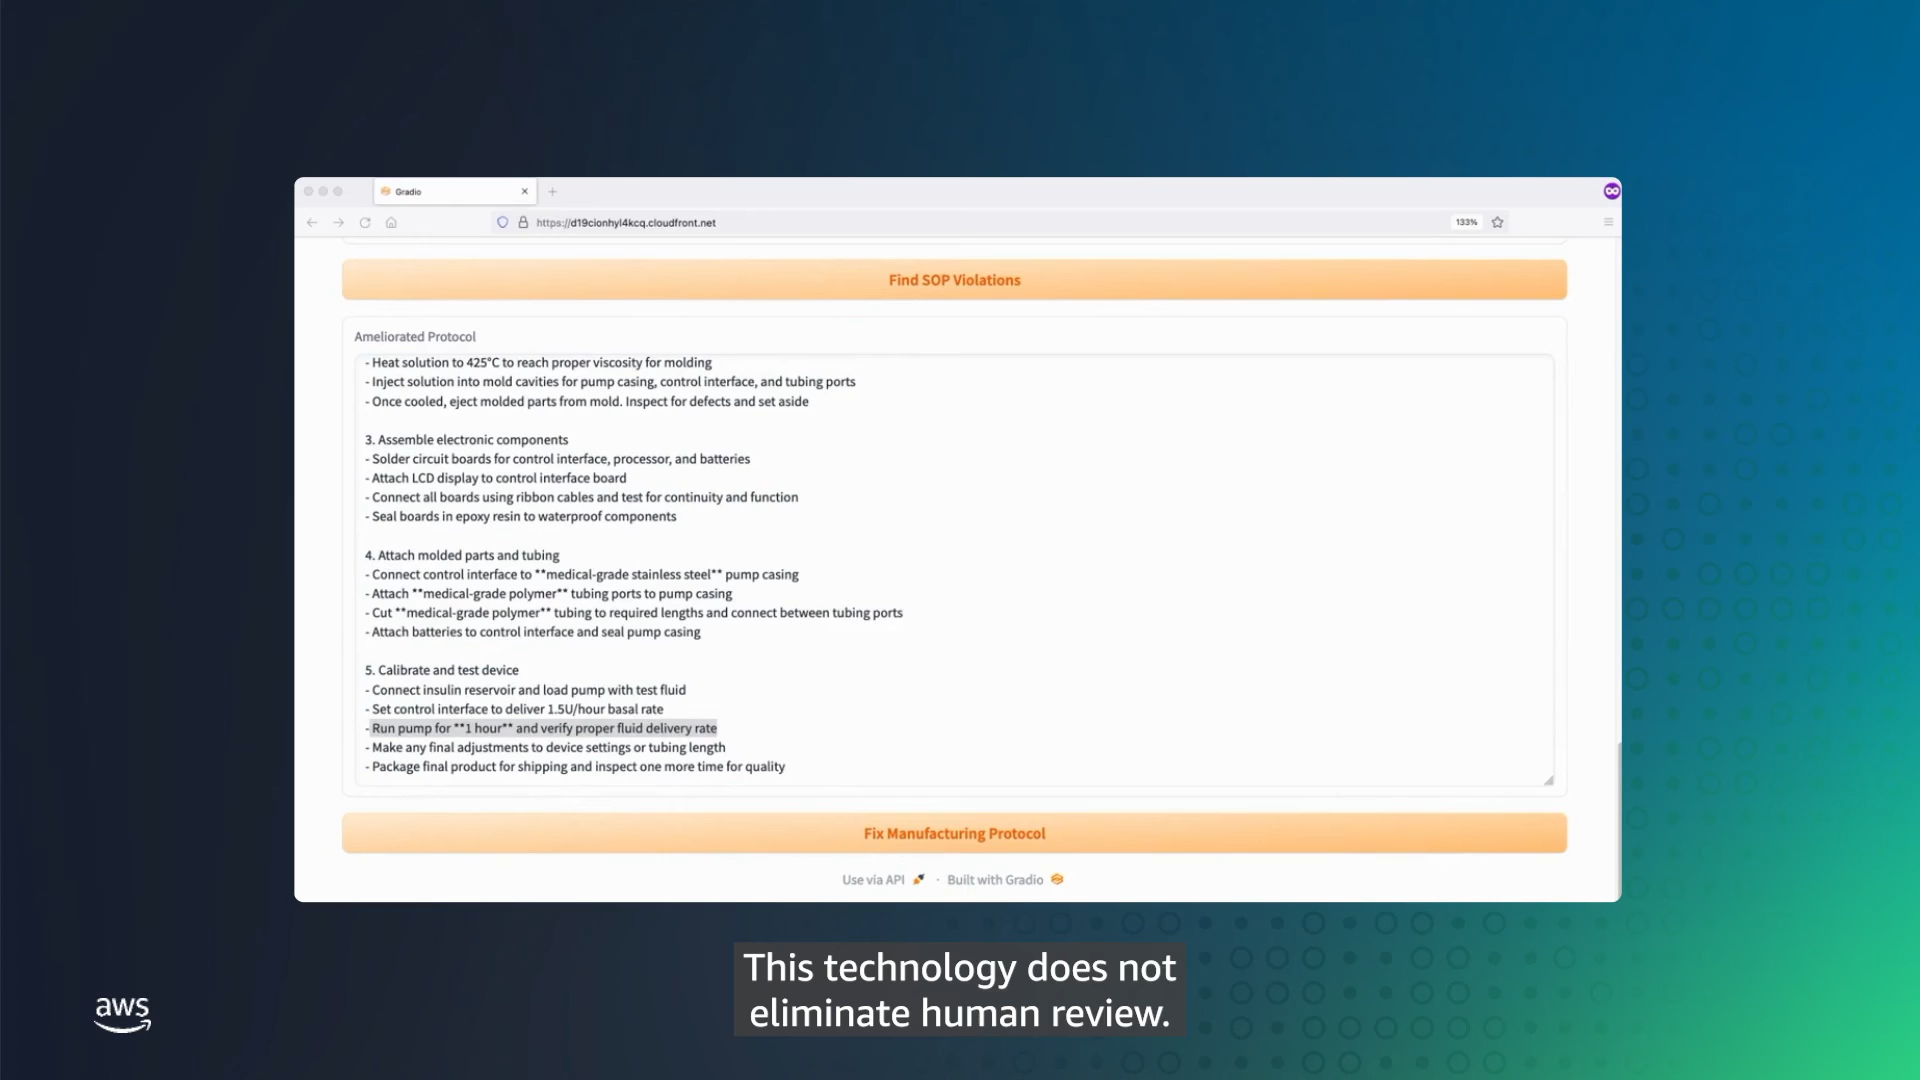 Gradio
https://d19cionhyl4kcq.cloudfront.net
133%
Find SOP Violations
Ameliorated Protocol
- Heat solution to 425°C to reach proper viscosity for molding
- Inject solution into mold cavities for pump casing, control interface, and tubing ports
- Once cooled, eject molded parts from mold. Inspect for defects and set aside
3. Assemble electronic components
- Solder circuit boards for control interface, processor, and batteries
- Attach LCD display to control interface board
- Connect all boards using ribbon cables and test for continuity and function
- Seal boards in epoxy resin to waterproof components
4. Attach molded parts and tubing
- Connect control interface to **medical-grade stainless steel** pump casing
- Attach **medical-grade polymer** tubing ports to pump casing
- Cut **medical-grade polymer** tubing to required lengths and connect between tubing ports
- Attach batteries to control interface and seal pump casing
5. Calibrate and test device
- Connect insulin reservoir and load pump with test fluid
- Set control interface to deliver 1.5U/hour basal rate
- Run pump for **1 hour** and verify proper fluid delivery rate
- Make any final adjustments to device settings or tubing length
- Package final product for shipping and inspect one more time for quality
Fix Manufacturing Protocol
Use via API · Built with Gradio
This technology does not
eliminate human review.
aws